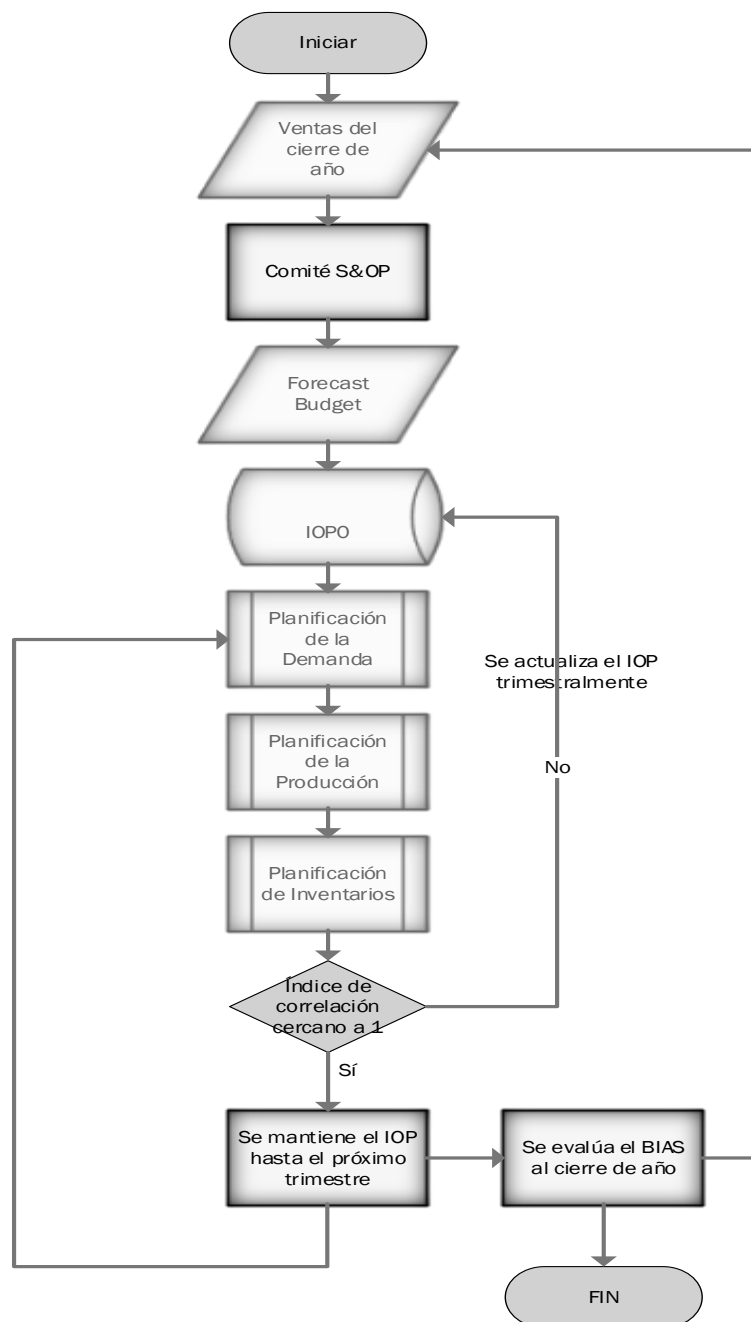 Iniciar
Ventas del
cierre de
año
Comité S&OP
Forecast
Budget
IOP0
Planificación
de la
Demanda
Se actualiza el IOP
trimestralmente
Planificación
de la
Producción
No
Planificación
de Inventarios
Índice de
correlación
cercano a 1
Sí
Se mantiene el IOP
hasta el próximo
trimestre
Se evalúa el BIAS
al cierre de año
FIN